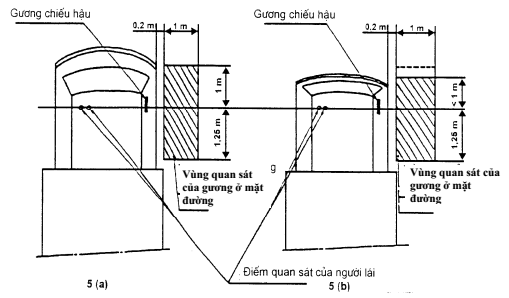 Gương chiếu hậu
0,2 m
1 m
1 m
1,25 m
Vùng quan sát
của gương ở mặt
đường
5 (a)
Gương chiếu hậu
0,2 m
1 m
< 1 m
1,25 m
g
Vùng quan sát của
gương ở mặt
đường
Điểm quan sát của người lái
5 (b)